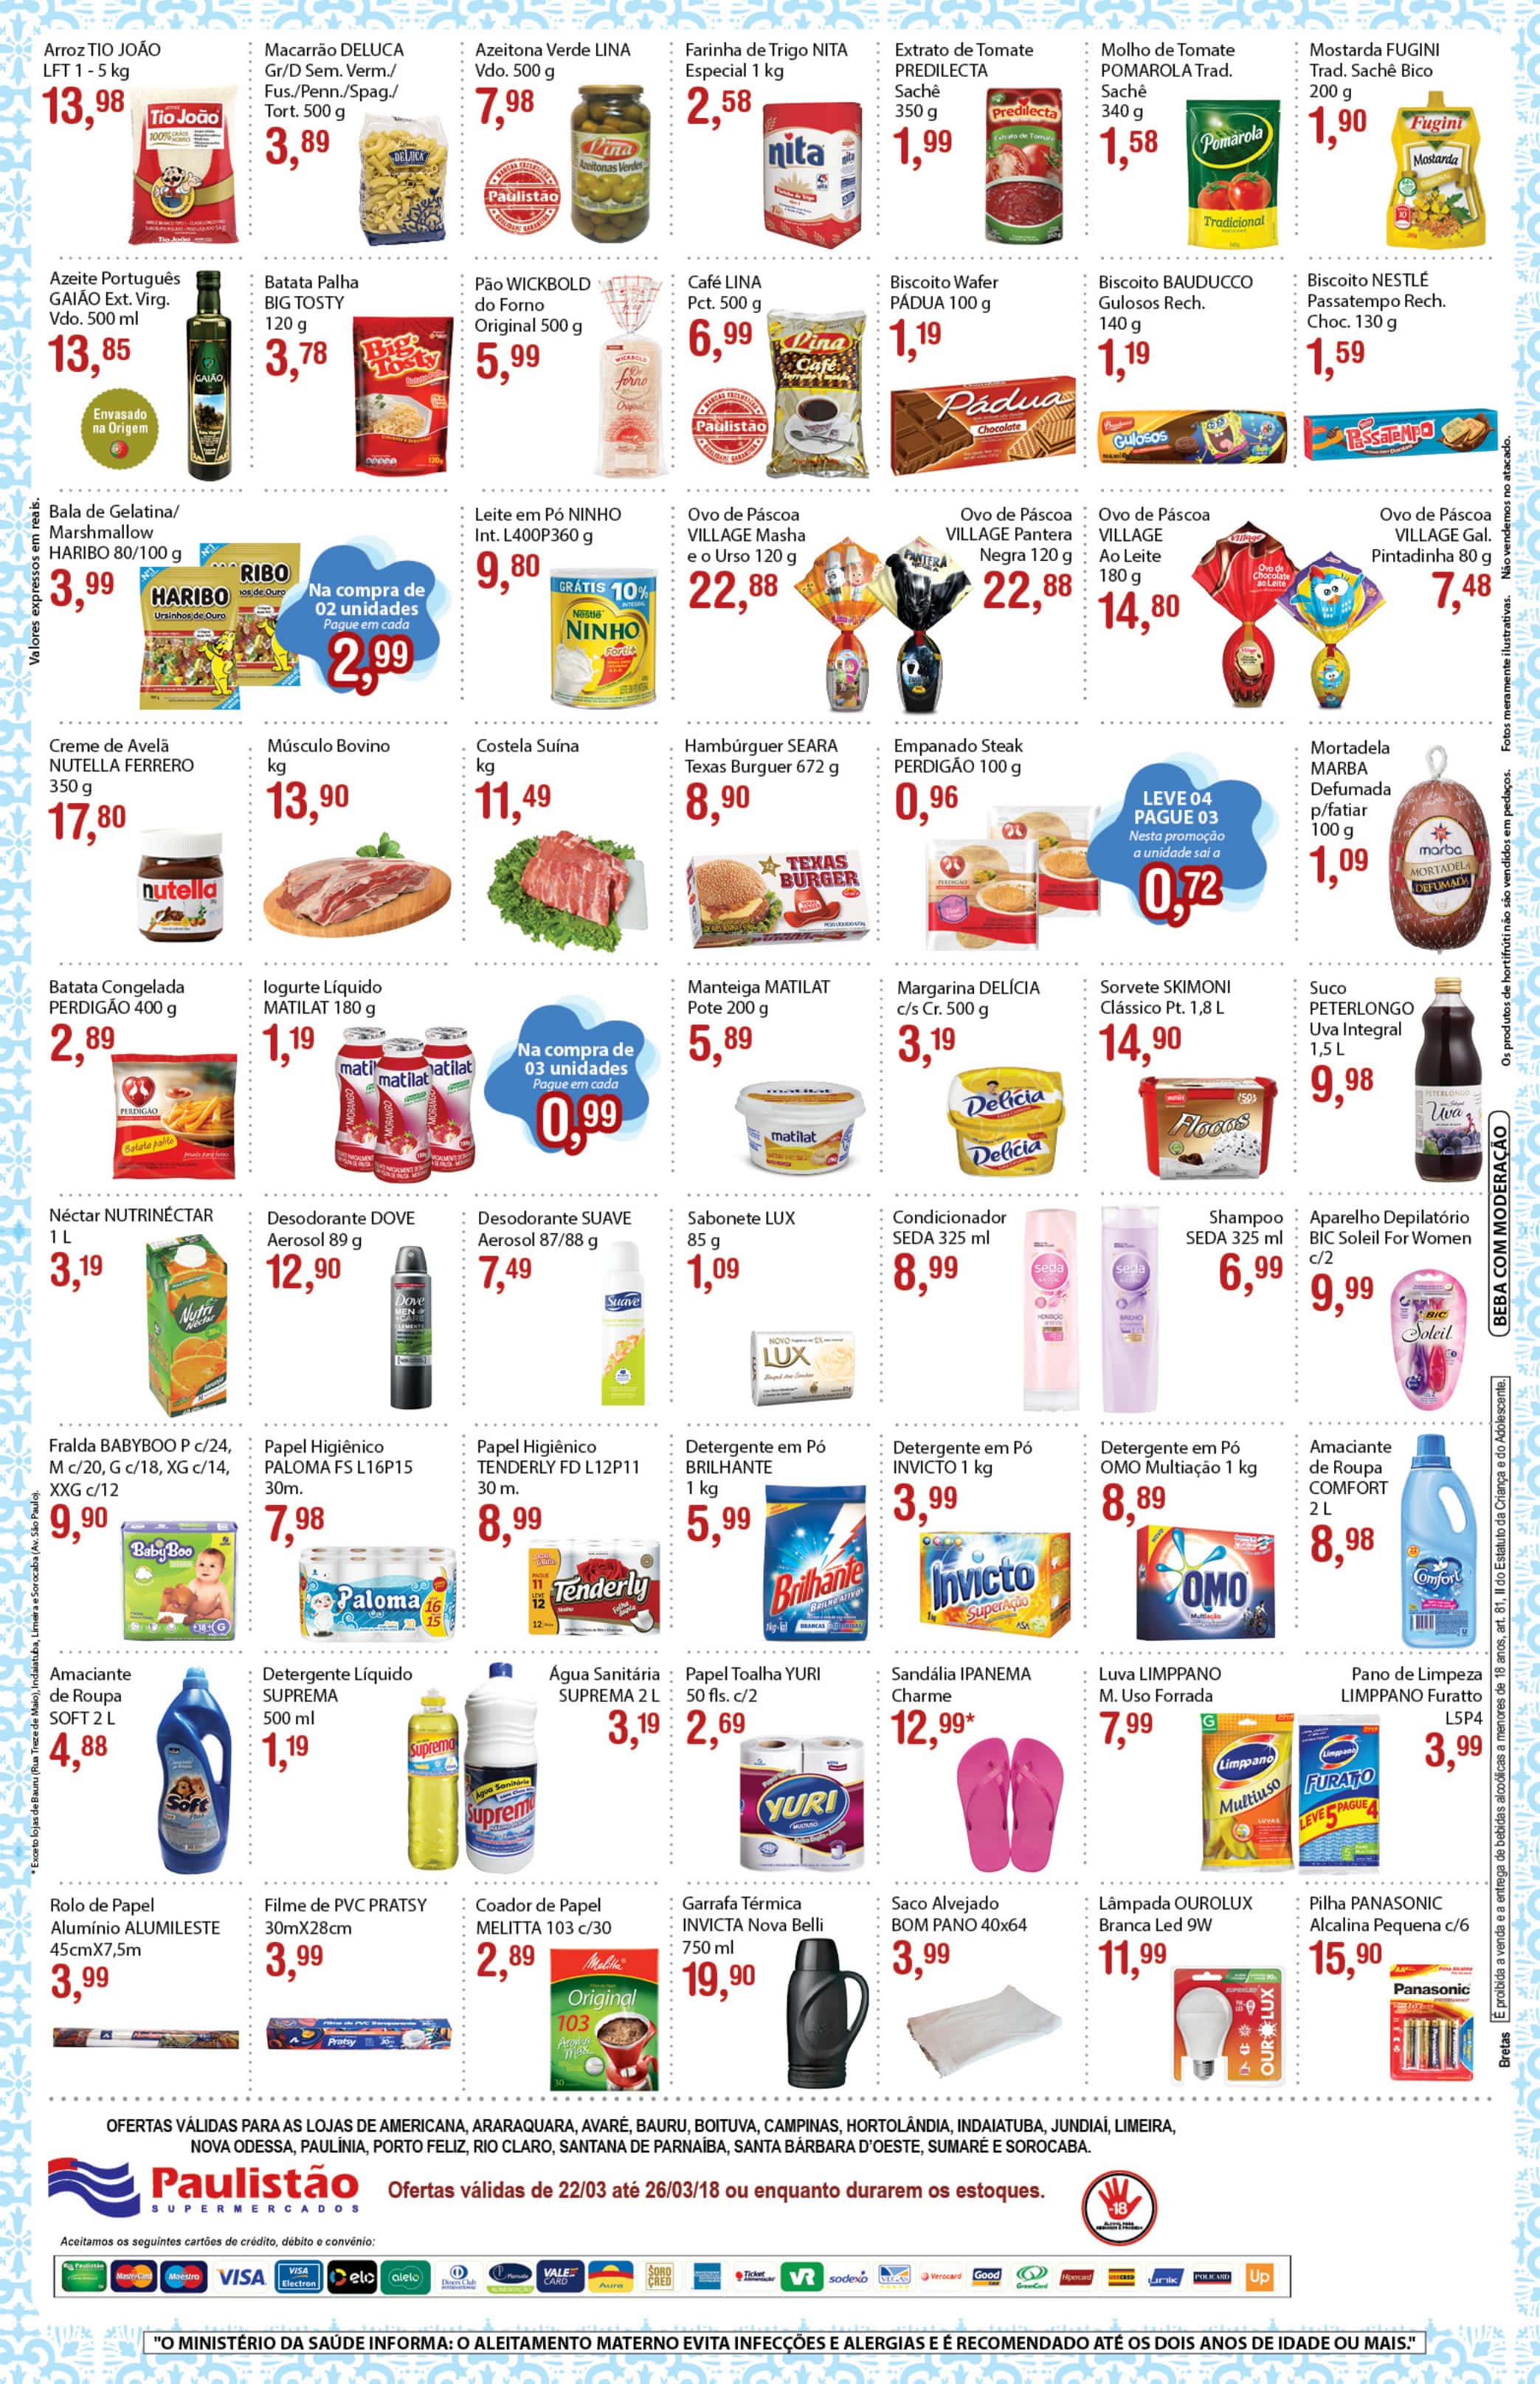 Arroz TIO JOÃO
LFT 1 - 5 kg
13,98
Macarrão DELUCA
Gr/D Sem. Verm./
Fus./Penn./Spag./
Tort. 500 g
3,89
Azeitona Verde LINA
Vdo. 500 g
7,98
Paulistão
Farinha de Trigo NITA
Especial 1 kg
2,58
Extrato de Tomate
PREDILECTA
Sachê
350 g
1,99
Molho de Tomate
POMAROLA Trad.
Sachê
340 g
1,58
Mostarda FUGINI
Trad. Sachê Bico
200 g
1,90
Azeite Português
GAIÃO Ext. Virg.
Vdo. 500 ml
13,85
Envasado
na Origem
Batata Palha
BIG TOSTY
120 g
3,78
Pão WICKBOLD
do Forno
Original 500 g
5,99
Café LINA
Pct. 500 g
6,99
Paulistão
Biscoito Wafer
PÁDUA 100 g
1,19
Biscoito BAUDUCCO
Gulosos Rech.
140 g
1,19
Biscoito NESTLÉ
Passatempo Rech.
Choc. 130 g
1,59
Bala de Gelatina/
Marshmallow
HARIBO 80/100 g
3,99
Na compra de
02 unidades
Pague em cada
2,99
Leite em Pó NINHO
Int. L400P360 g
9,80
Ovo de Páscoa
VILLAGE Masha
e o Urso 120 g
22,88
Ovo de Páscoa
VILLAGE Pantera
Negra 120 g
22,88
Ovo de Páscoa
VILLAGE
Ao Leite
180 g
14,80
Ovo de Páscoa
VILLAGE Gal.
Pintadinha 80 g
7,48
Creme de Avelã
NUTELLA FERRERO
350 g
17,80
Músculo Bovino
kg
13,90
Costela Suína
kg
11,49
Hambúrguer SEARA
Texas Burguer 672 g
8,90
Empanado Steak
PERDIGÃO 100 g
0,96
LEVE 04
PAGUE 03
Nesta promoção
a unidade sai a
0,72
Mortadela
MARBA
Defumada
p/fatiar
100 g
1,09
Batata Congelada
PERDIGÃO 400 g
2,89
Iogurte Líquido
MATILAT 180 g
1,19
Na compra de
03 unidades
Pague em cada
0,99
Manteiga MATILAT
Pote 200 g
5,89
Margarina DELÍCIA
c/s Cr. 500 g
3,19
Sorvete SKIMONI
Clássico Pt. 1,8 L
14,90
Suco
PETERLONGO
Uva Integral
1,5 L
9,98
Néctar NUTRINÉCTAR
1 L
3,19
Desodorante DOVE
Aerosol 89 g
12,90
Desodorante SUAVE
Aerosol 87/88 g
7,49
Sabonete LUX
85 g
1,09
Condicionador
SEDA 325 ml
8,99
Shampoo
SEDA 325 ml
6,99
Aparelho Depilatório
BIC Soleil For Women
c/2
9,99
Fralda BABYBOO P c/24,
M c/20, G c/18, XG c/14,
XXG c/12
9,90
Papel Higiênico
PALOMA FS L16P15
30m.
7,98
Papel Higiênico
TENDERLY FD L12P11
30 m.
8,99
Detergente em Pó
BRILHANTE
1 kg
5,99
Detergente em Pó
INVICTO 1 kg
3,99
Detergente em Pó
OMO Multiação 1 kg
8,89
Amaciante
de Roupa
COMFORT
2 L
8,98
Amaciante
de Roupa
SOFT 2 L
4,88
Detergente Líquido
SUPREMA
500 ml
1,19
Água Sanitária
SUPREMA 2 L
3,19
Papel Toalha YURI
50 fls. c/2
2,69
Sandália IPANEMA
Charme
12,99*
Luva LIMPPANO
M. Uso Forrada
7,99
Pano de Limpeza
LIMPPANO Furatto
L5P4
3,99
Rolo de Papel
Alumínio ALUMILESTE
45cmX7,5m
3,99
Filme de PVC PRATSY
30mX28cm
3,99
Coador de Papel
MELITTA 103 c/30
2,89
Garrafa Térmica
INVICTA Nova Belli
750 ml
19,90
Saco Alvejado
BOM PANO 40x64
3,99
Lâmpada OUROLUX
Branca Led 9W
11,99
Pilha PANASONIC
Alcalina Pequena c/6
15,90
Valores expressos em reais.
* Exceto lojas de Bauru (Rua Treze de Maio), Indaiatuba, Limeira e Sorocaba (Av. São Paulo).
Os produtos de hortifrúti não são vendidos em pedaços. Fotos meramente ilustrativas. Não vendemos no atacado.
BEBA COM MODERAÇÃO
É proibida a venda e a entrega de bebidas alcoólicas a menores de 18 anos, art. 81, II do Estatuto da Criança e do Adolescente.
Bretas
OFERTAS VÁLIDAS PARA AS LOJAS DE AMERICANA, ARARAQUARA, AVARÉ, BAURU, BOITUVA, CAMPINAS, HORTOLÂNDIA, INDAIATUBA, JUNDIAÍ, LIMEIRA,
NOVA ODESSA, PAULÍNIA, PORTO FELIZ, RIO CLARO, SANTANA DE PARNAÍBA, SANTA BÁRBARA D'OESTE, SUMARÉ E SOROCABA.
Paulistão
SUPERMERCADOS
Ofertas válidas de 22/03 até 26/03/18 ou enquanto durarem os estoques.
-18
Aceitamos os seguintes cartões de crédito, débito e convênio:
MasterCard Maestro VISA VISA Electron elo alelo VALE CARD Aura SORO CRED Ticket VR sodexo VEGAS Verocard Good GreenCard Hipercard UNIK POLICARD Up
"O MINISTÉRIO DA SAÚDE INFORMA: O ALEITAMENTO MATERNO EVITA INFECÇÕES E ALERGIAS E É RECOMENDADO ATÉ OS DOIS ANOS DE IDADE OU MAIS."